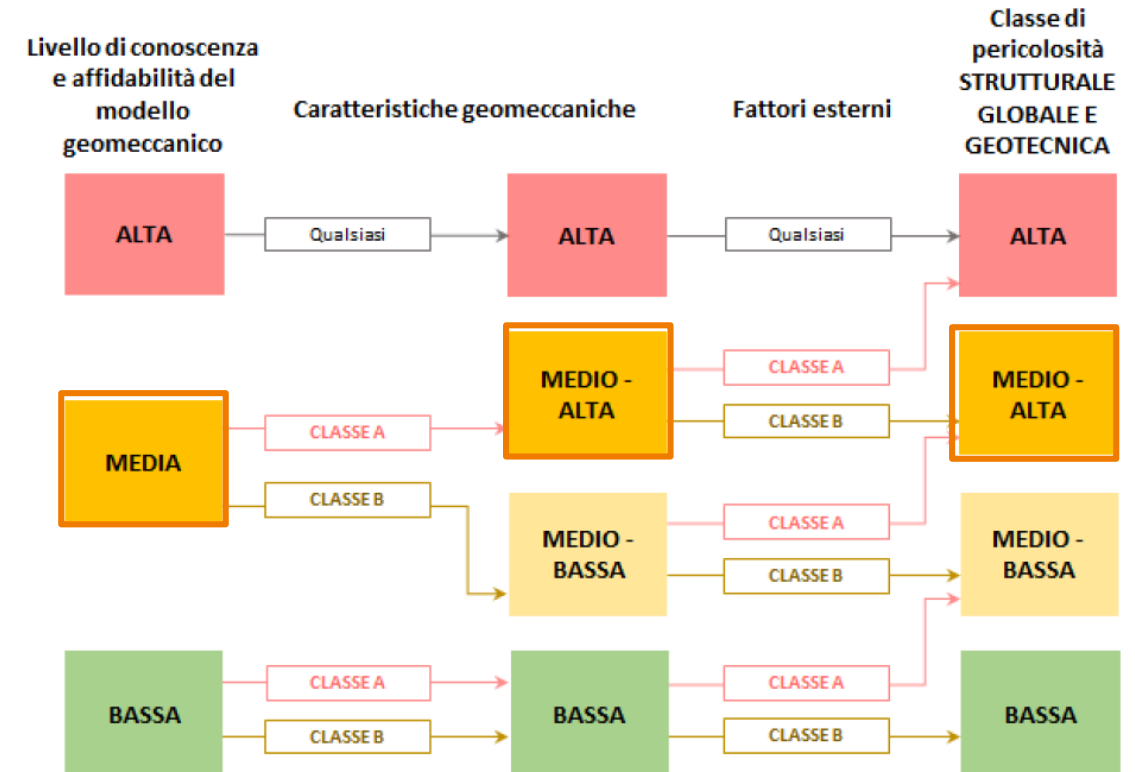 Livello di conoscenza
e affidabilità del
modello
geomeccanico
Caratteristiche geomeccaniche
Fattori esterni
Classe di
pericolosità
STRUTTURALE
GLOBALE E
GEOTECNICA
ALTA
Qualsiasi
ALTA
Qualsiasi
ALTA
MEDIA
CLASSE A
CLASSE B
MEDIO -
ALTA
CLASSE A
CLASSE B
MEDIO -
ALTA
MEDIO -
BASSA
CLASSE A
CLASSE B
MEDIO -
BASSA
BASSA
CLASSE A
CLASSE B
BASSA
CLASSE A
CLASSE B
BASSA